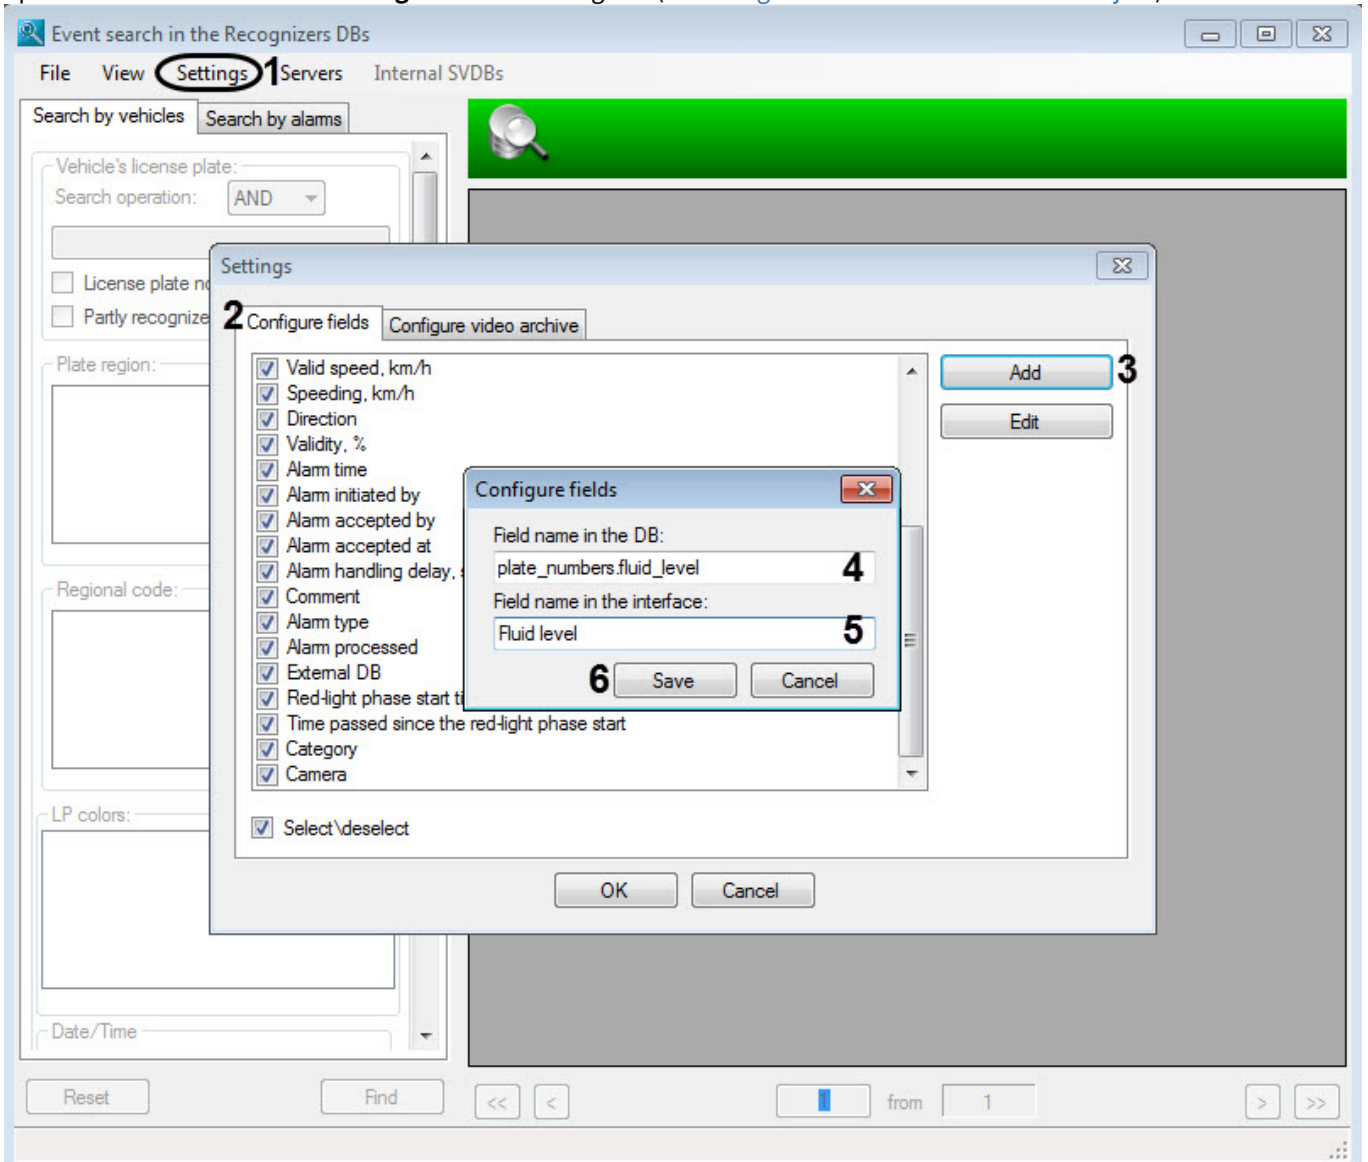 Event search in the Recognizers DBs
File View Settings 1 Servers Internal SVDBs
Search by vehicles Search by alarms
Vehicle's license plate:
Search operation: AND
License plate
Partly recognize
Plate region:
Regional code:
LP colors:
Date/Time
Reset Find << < 1 from 1 > >>
Settings
2 Configure fields Configure video archive
Valid speed, km/h
Speeding, km/h
Direction
Validity, %
Alarm time
Alarm initiated by
Alarm accepted by
Alarm accepted at
Alarm handling delay,
Comment
Alarm type
Alarm processed
External DB
Red-light phase start
Time passed since the red-light phase start
Category
Camera
Select\deselect
Add 3
Edit
OK Cancel
Configure fields
Field name in the DB:
plate_numbers.fluid_level 4
Field name in the interface:
Fluid level 5
6 Save Cancel